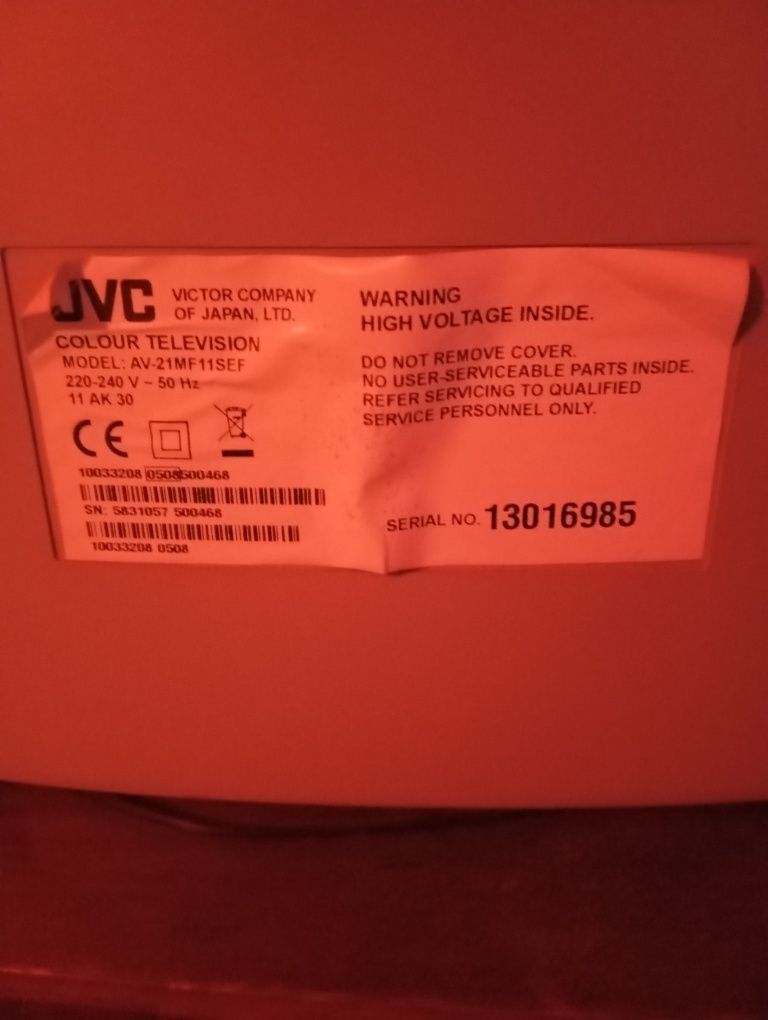 JVC VICTOR COMPANY
OF JAPAN, LTD.
COLOUR TELEVISION
MODEL: AV-21MF11SEF
220-240 V ~ 50 Hz
11 AK 30
CE
10033208 0508500468
SN: 5831057 500468
10033208 0508
WARNING
HIGH VOLTAGE INSIDE.
DO NOT REMOVE COVER.
NO USER-SERVICEABLE PARTS INSIDE.
REFER SERVICING TO QUALIFIED
SERVICE PERSONNEL ONLY.
SERIAL NO. 13016985